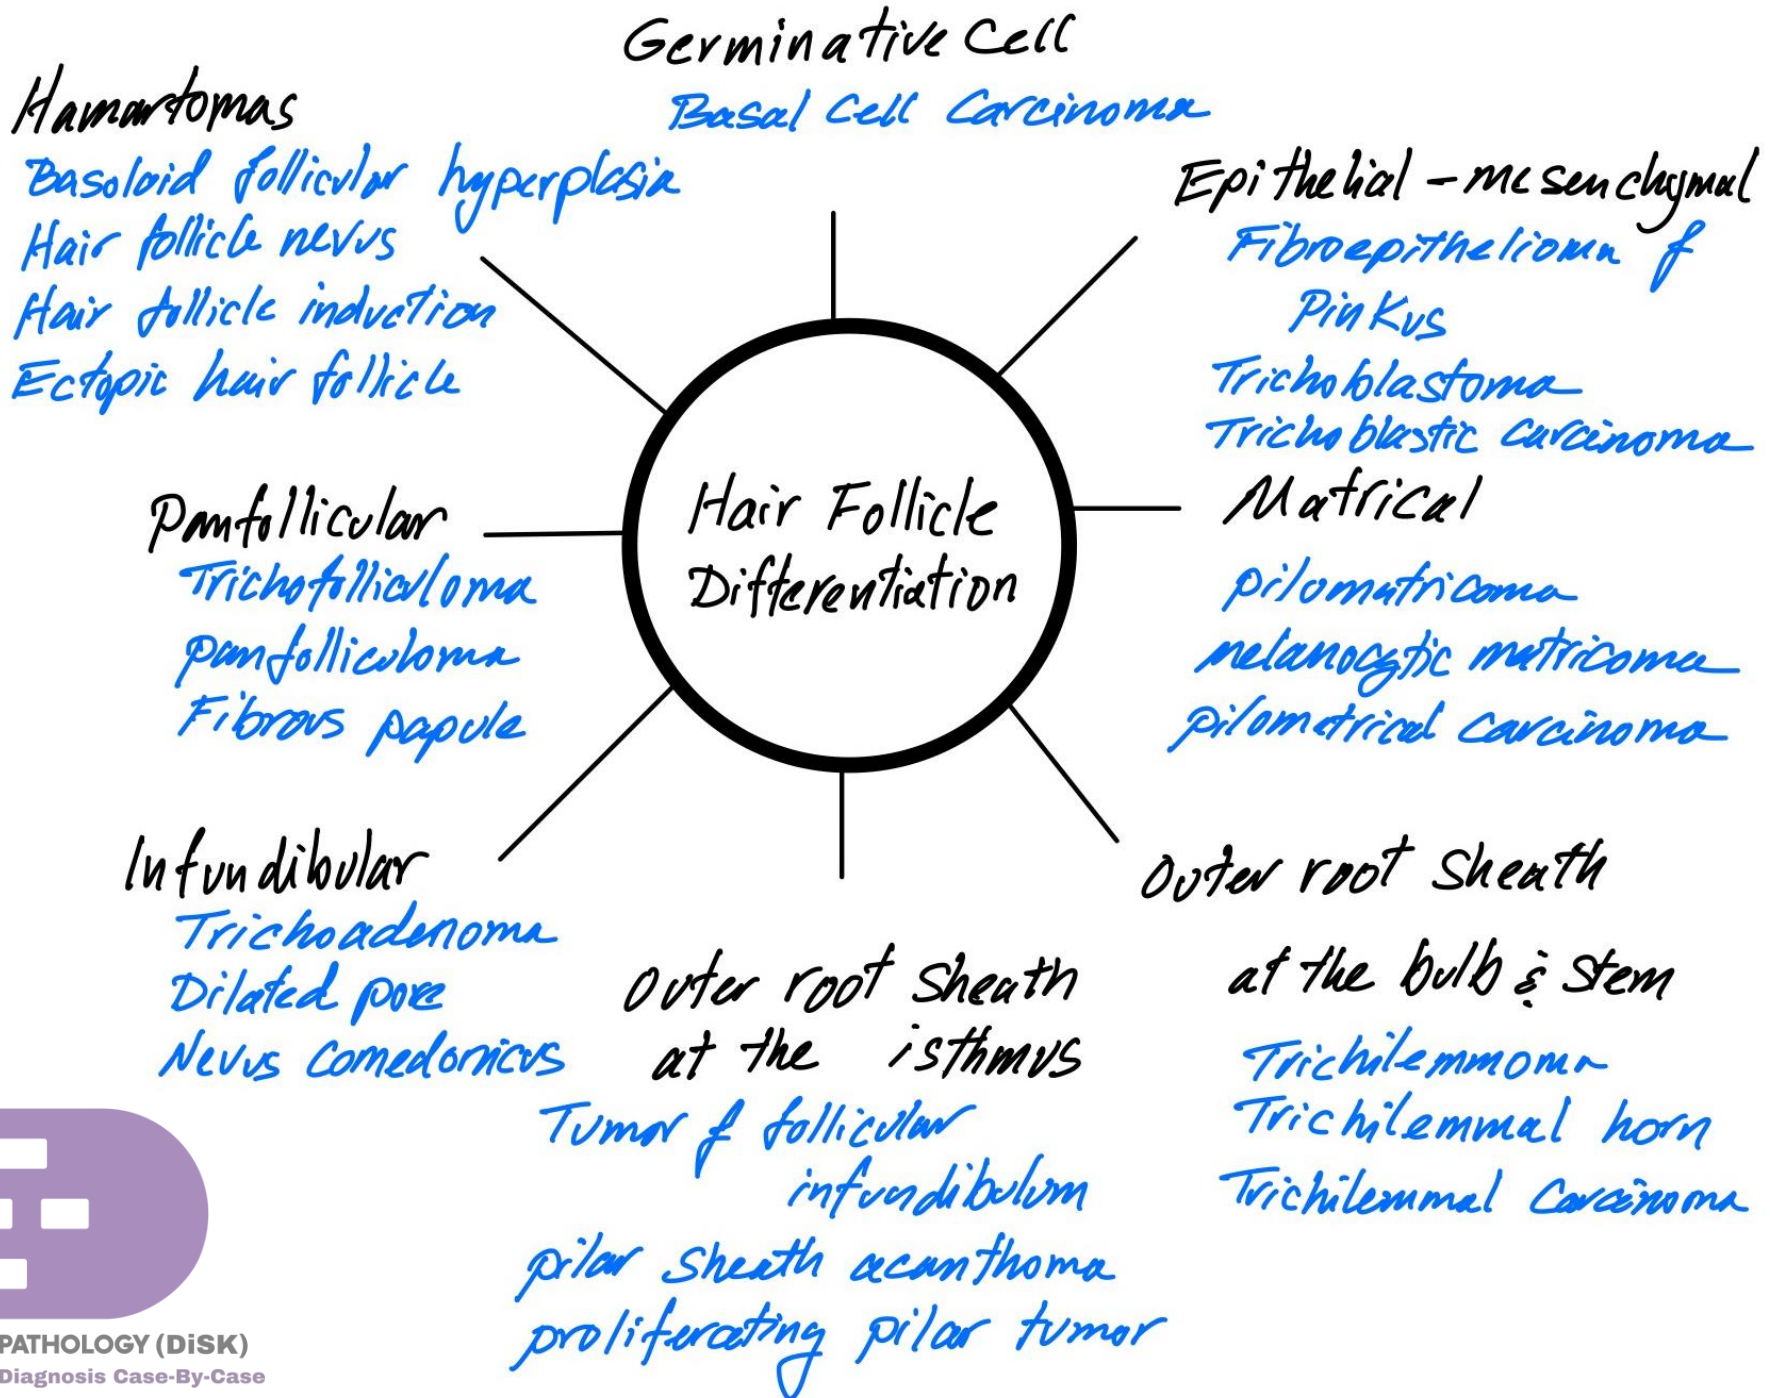 Germinative Cell
Basal Cell Carcinoma
Hamartomas
Basoloid follicular hyperplasia
Hair follicle nevus
Hair follicle induction
Ectopic hair follicle
Epithelial - mesenchymal
Fibroepithelioma of
Pinkus
Trichoblastoma
Trichoblastic carcinoma
Hair Follicle
Differentiation
Panfollicular
Trichofolliculoma
panfolliculoma
Fibrous papule
Matrical
pilomatricoma
melanocytic matricoma
pilomatrical carcinoma
Infundibular
Trichoadenoma
Dilated pore
Nevus comedonicus
Outer root sheath
at the isthmus
Tumor of follicular
infundibulum
pilar sheath acanthoma
proliferating pilar tumor
Outer root sheath
at the bulb & stem
Trichilemmoma
Trichilemmal horn
Trichilemmal carcinoma
PATHOLOGY (DiSK)
Diagnosis Case-By-Case